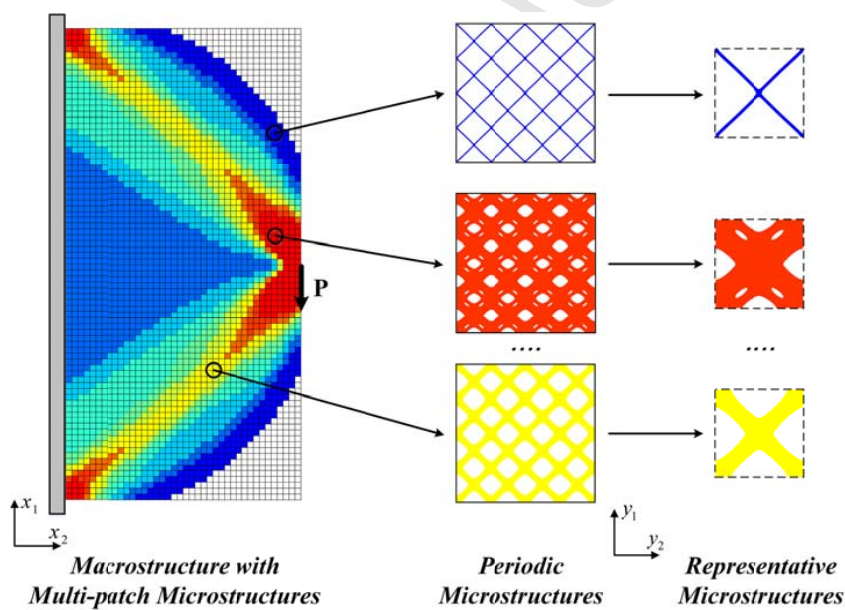 P
....
....
x1
x2
y1
y2
Macrostructure with
Multi-patch Microstructures
Periodic
Microstructures
Representative
Microstructures